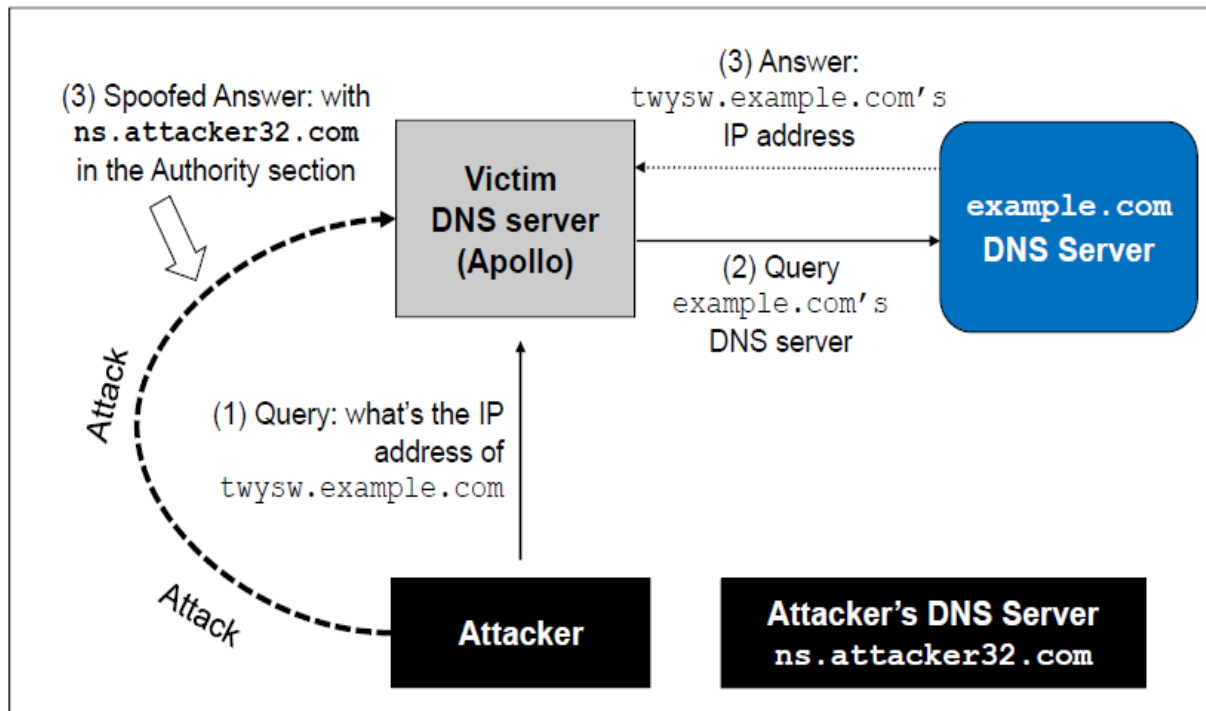 (3) Spoofed Answer: with
ns.attacker32.com
in the Authority section
(3) Answer:
twysw.example.com's
IP address
Victim
DNS server
(Apollo)
example.com
DNS Server
(2) Query
example.com's
DNS server
Attack
(1) Query: what's the IP
address of
twysw.example.com
Attack
Attacker
Attacker's DNS Server
ns.attacker32.com